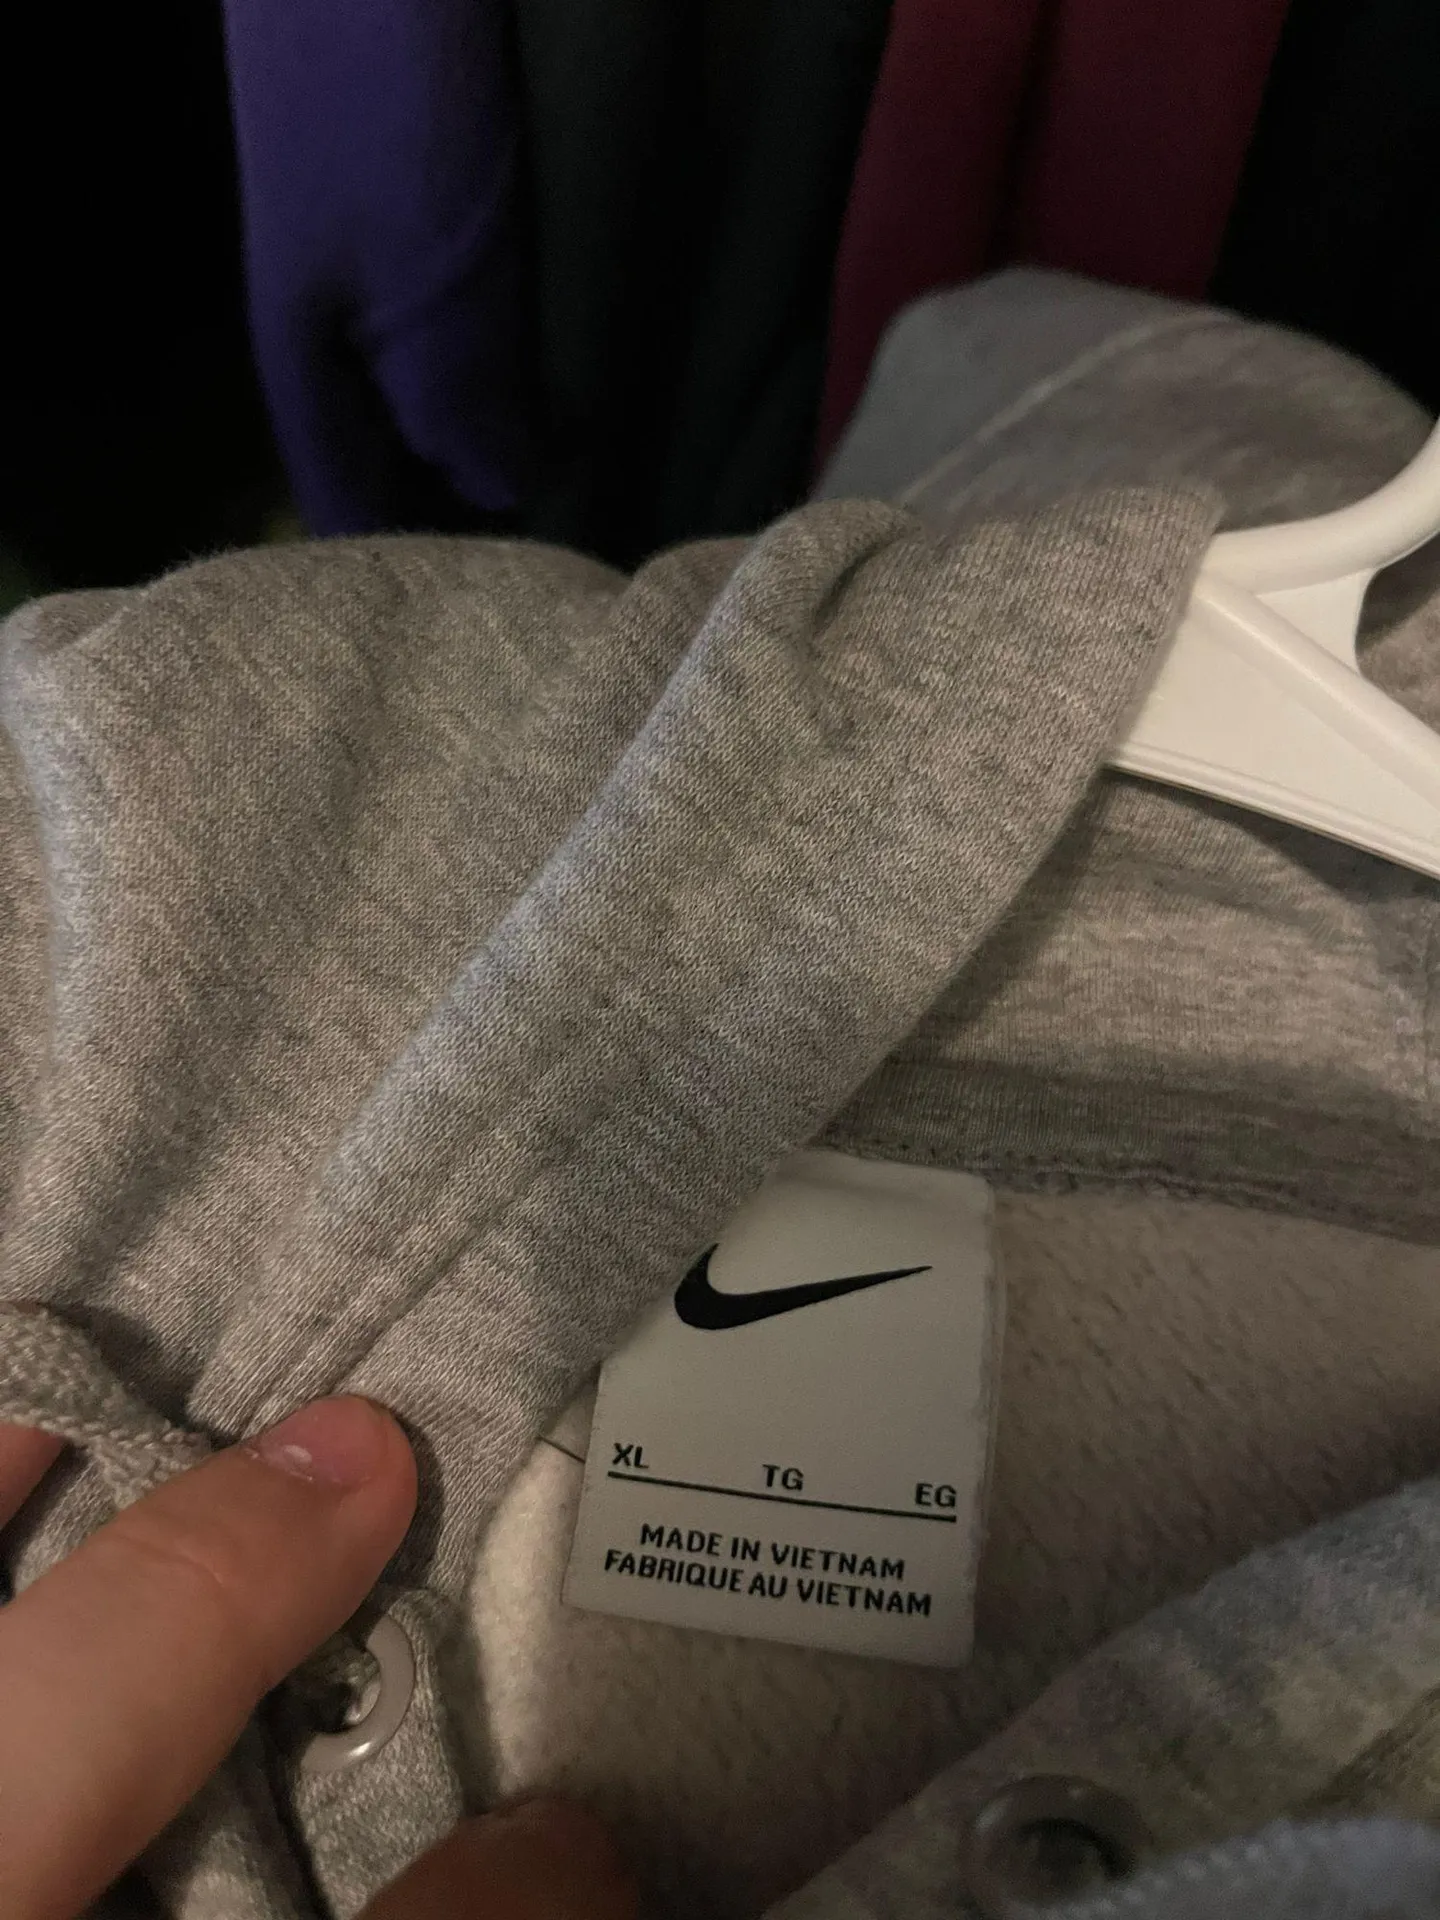 XL TG EG
MADE IN VIETNAM
FABRIQUE AU VIETNAM